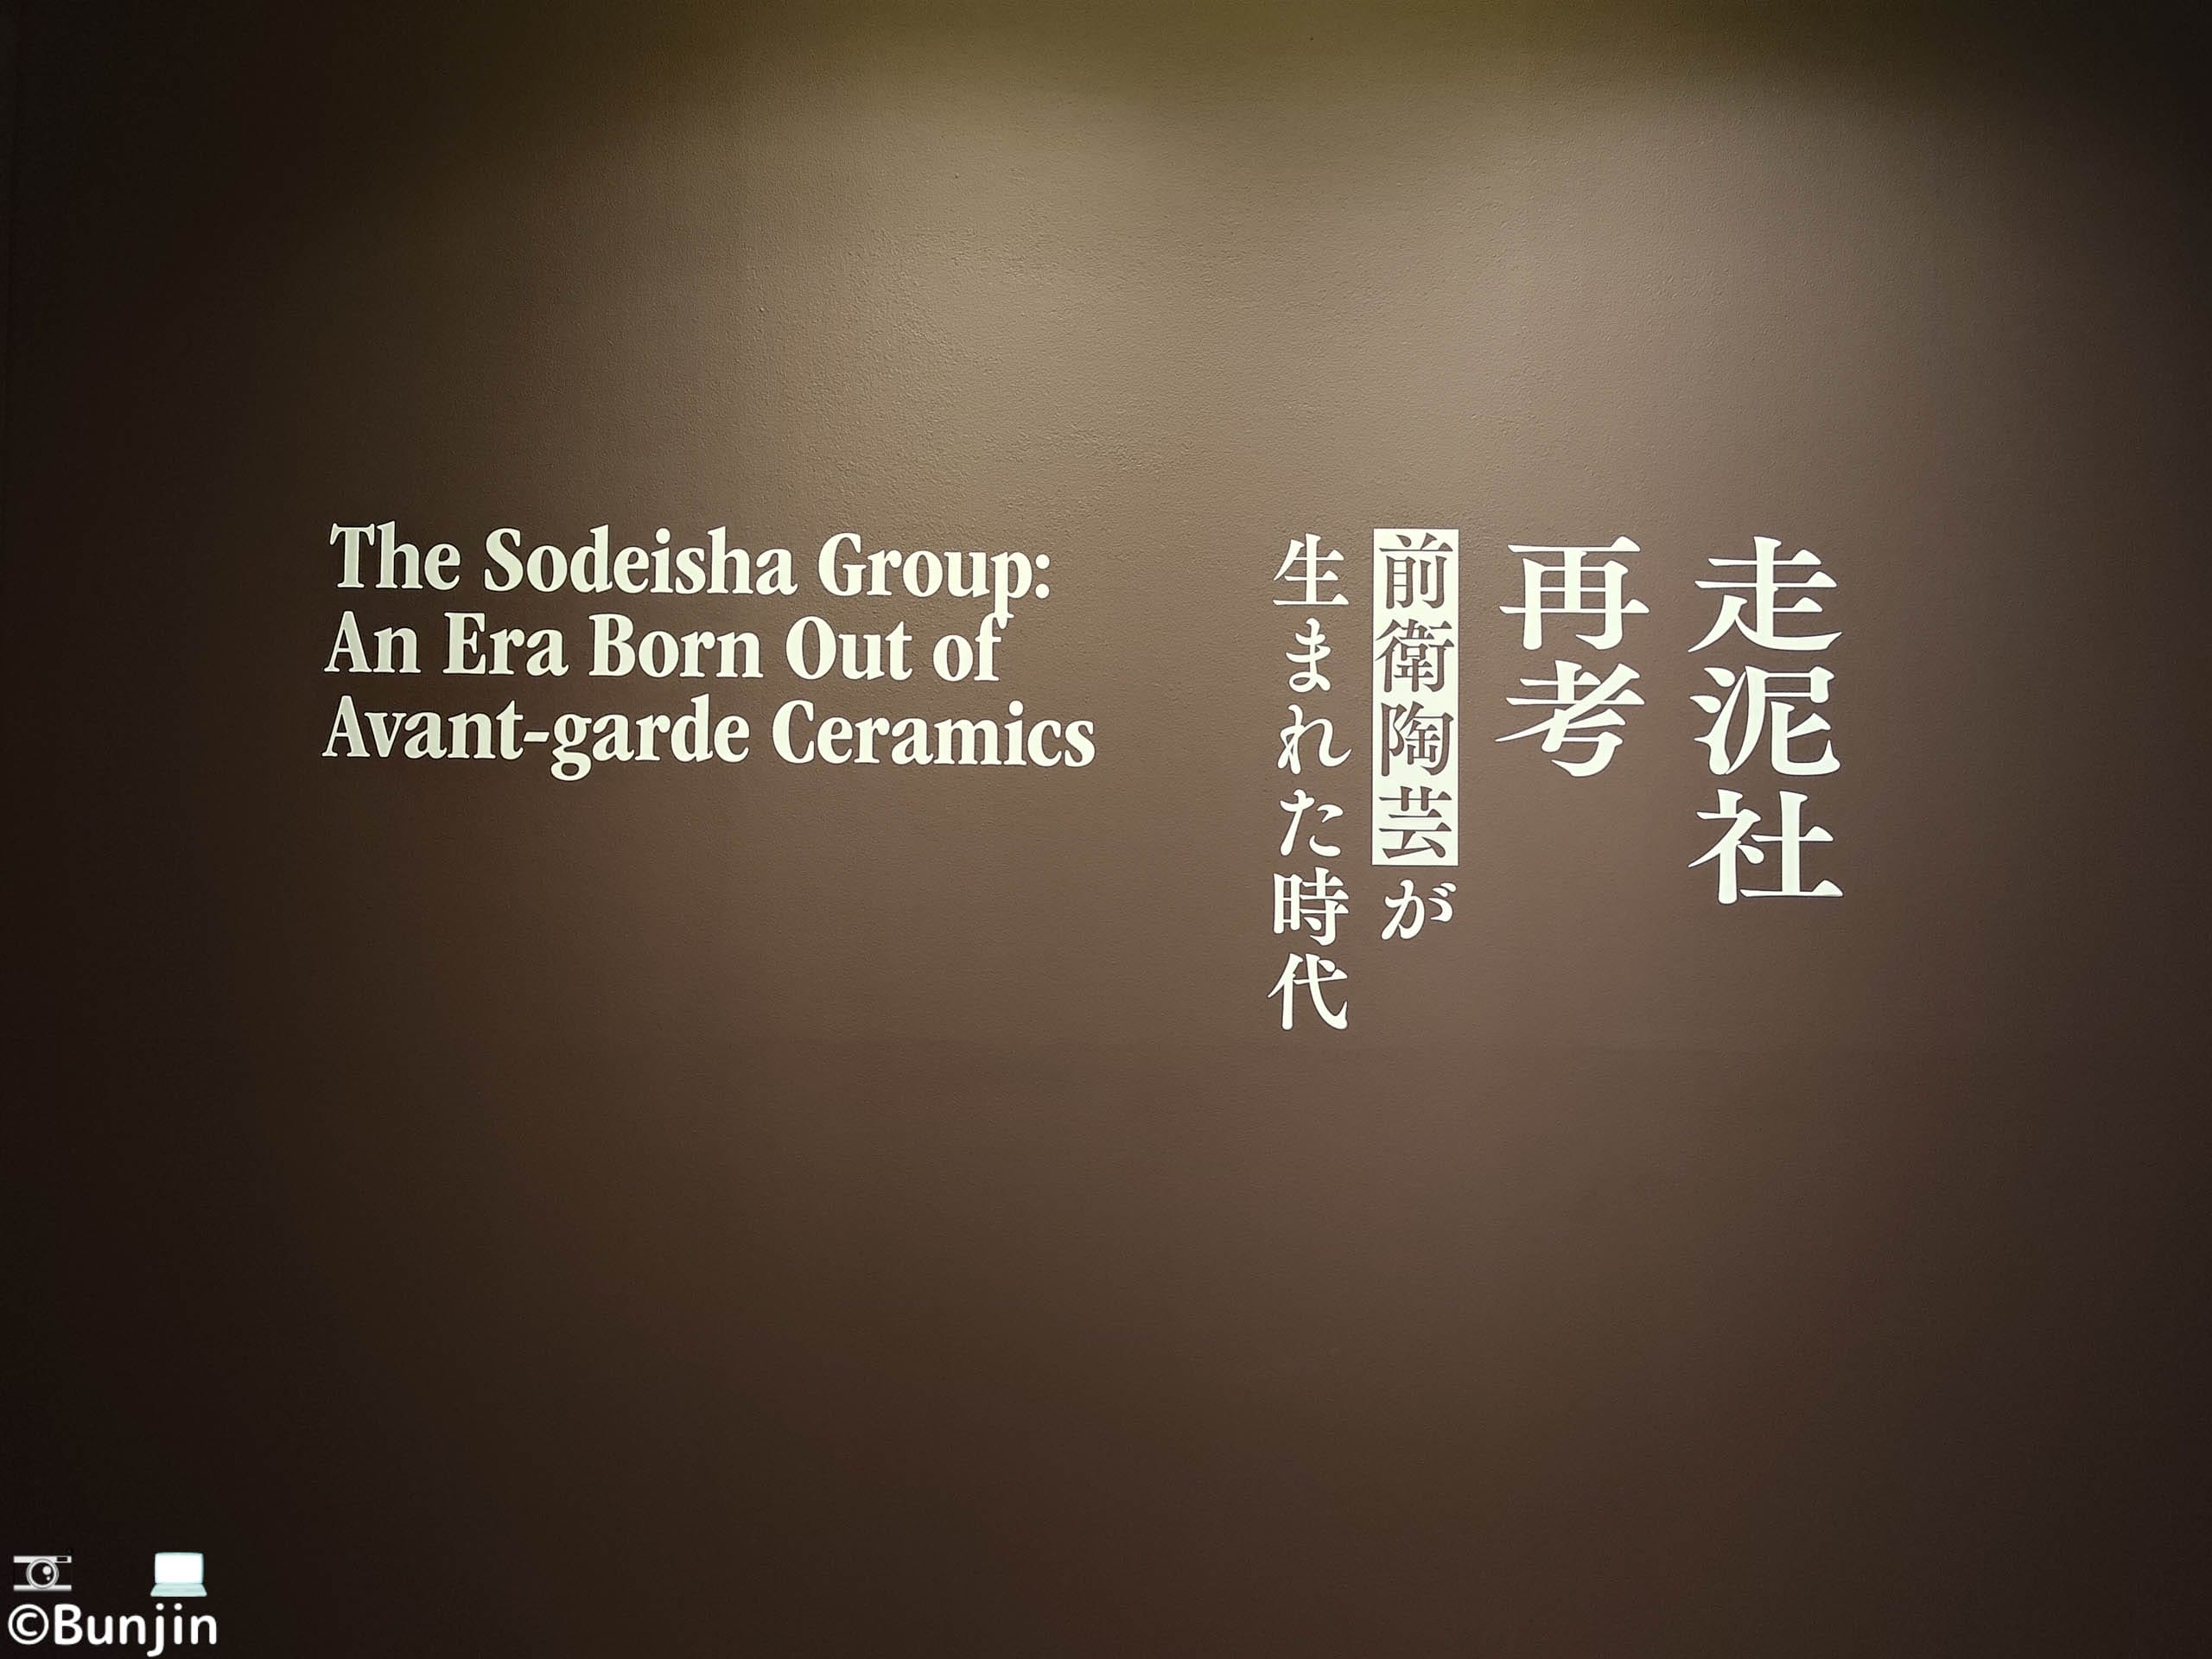 The Sodeisha Group:
An Era Born Out of
Avant-garde Ceramics
走泥社
再考
前衛陶芸が
生まれた時代
©Bunjin